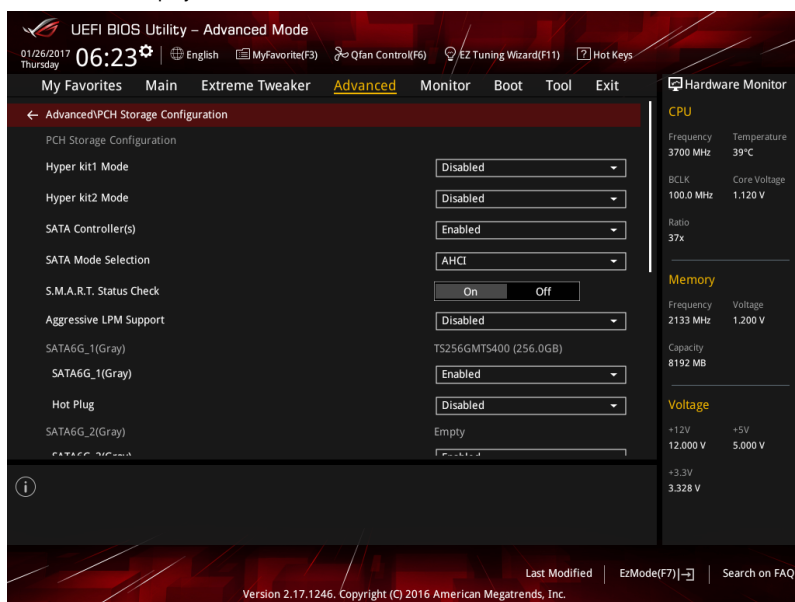 UEFI BIOS Utility – Advanced Mode
01/26/2017 Thursday 06:23 English MyFavorite(F3) Qfan Control(F6) EZ Tuning Wizard(F11) ? Hot Keys
My Favorites Main Extreme Tweaker Advanced Monitor Boot Tool Exit
Hardware Monitor
← Advanced\PCH Storage Configuration
PCH Storage Configuration
Hyper kit1 Mode Disabled
Hyper kit2 Mode Disabled
SATA Controller(s) Enabled
SATA Mode Selection AHCI
S.M.A.R.T. Status Check On Off
Aggressive LPM Support Disabled
SATA6G_1(Gray) TS256GMTS400 (256.0GB)
SATA6G_1(Gray) Enabled
Hot Plug Disabled
SATA6G_2(Gray) Empty
SATA6G_2(Gray) Enabled
CPU
Frequency Temperature
3700 MHz 39°C
BCLK Core Voltage
100.0 MHz 1.120 V
Ratio
37x
Memory
Frequency Voltage
2133 MHz 1.200 V
Capacity
8192 MB
Voltage
+12V +5V
12.000 V 5.000 V
+3.3V
3.328 V
Last Modified EzMode(F7) Search on FAQ
Version 2.17.1246. Copyright (C) 2016 American Megatrends, Inc.